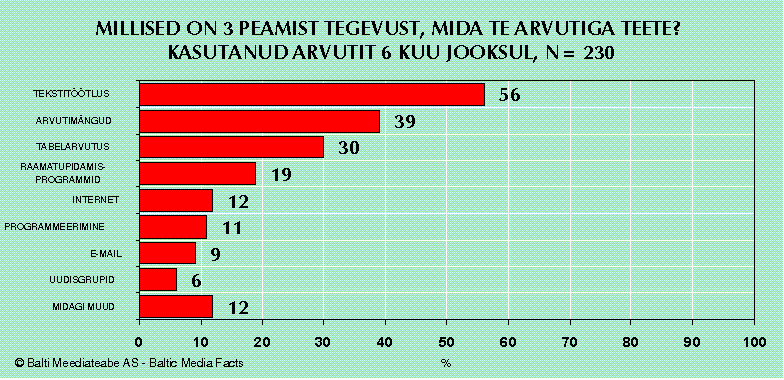 MILLISED ON 3 PEAMIST TEGEVUST, MIDA TE ARVUTIGA TEETE?
KASUTANUD ARVUTIT 6 KUU JOOKSUL, N = 230
TEKSTITÖÖTLUS 56
ARVUTIMÄNGUD 39
TABELARVUTUS 30
RAAMATUPIDAMIS-
PROGRAMMID 19
INTERNET 12
PROGRAMMEERIMINE 11
E-MAIL 9
UUDISGRUPID 6
MIDAGI MUUD 12
0 10 20 30 40 50 60 70 80 90 100
© Balti Meediateabe AS - Baltic Media Facts %